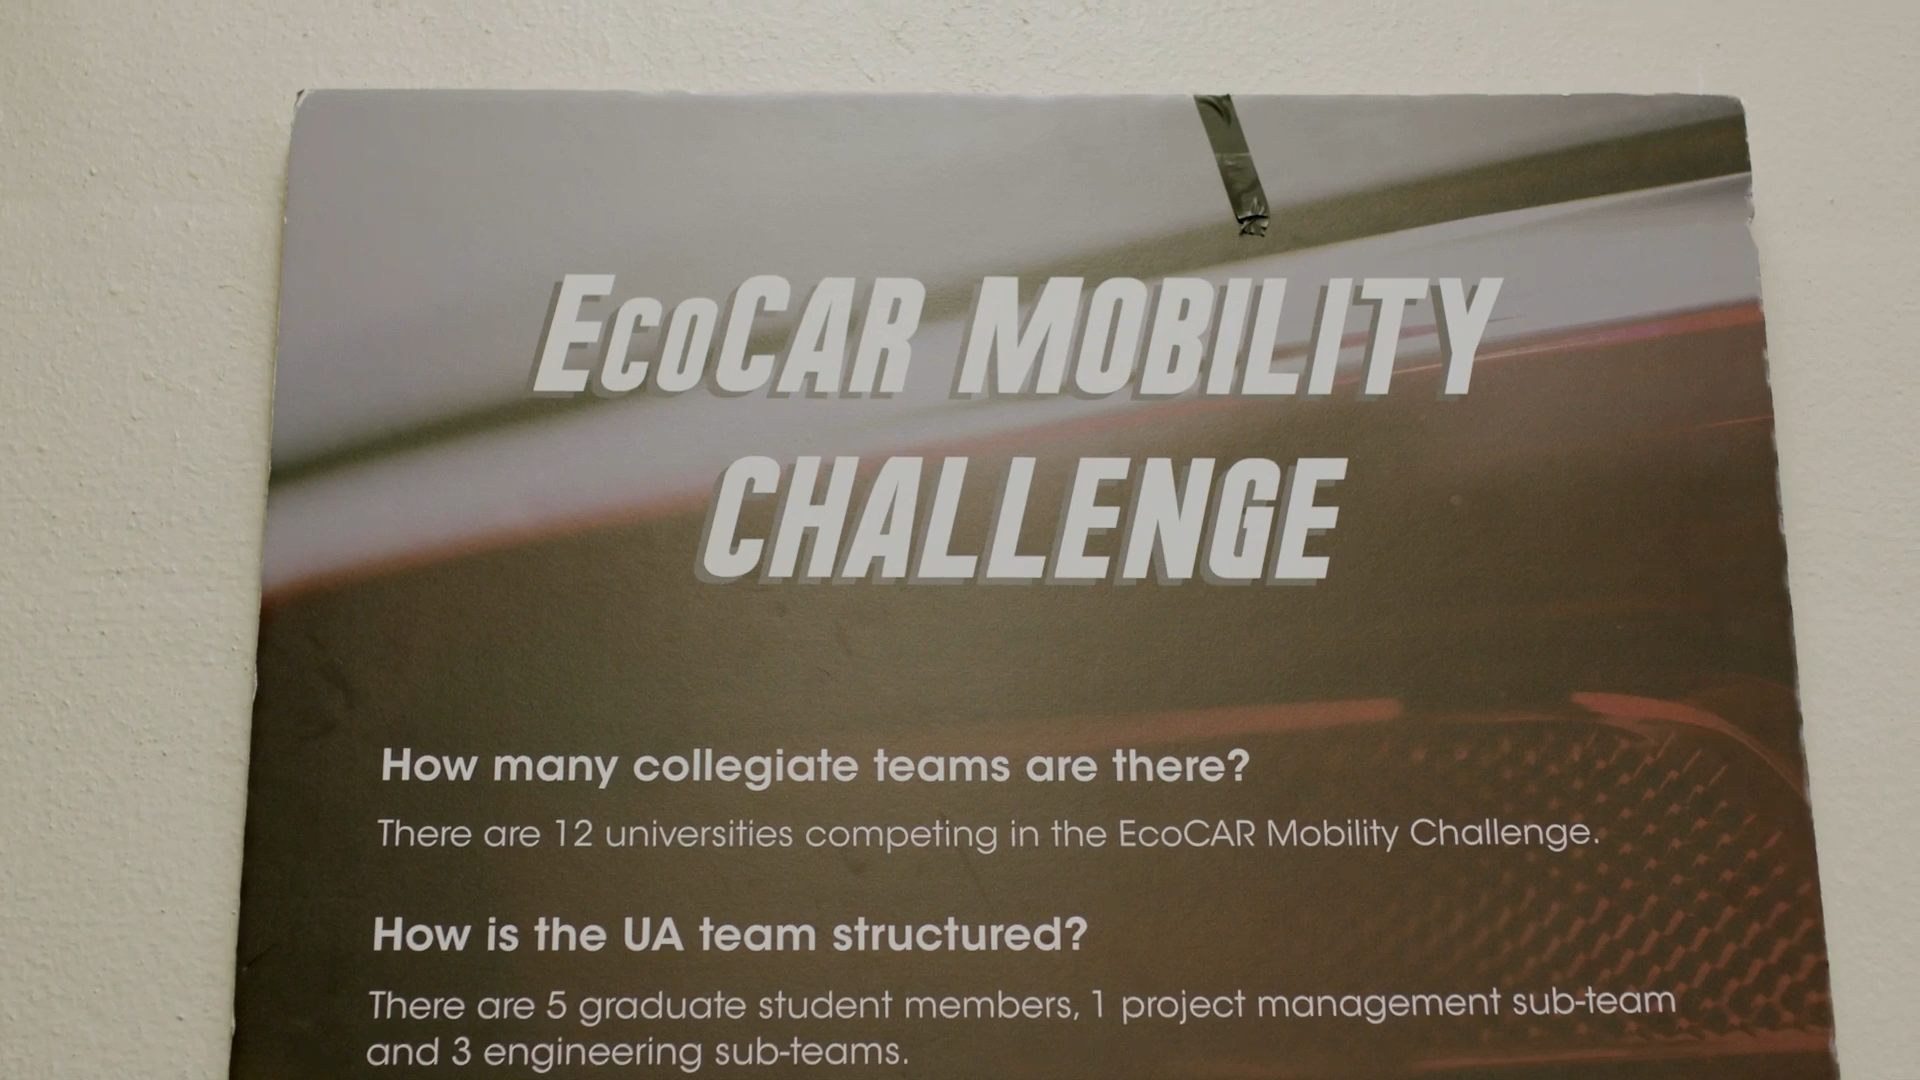 EcoCAR MOBILITY
CHALLENGE
How many collegiate teams are there?
There are 12 universities competing in the EcoCAR Mobility Challenge.
How is the UA team structured?
There are 5 graduate student members, 1 project management sub-team
and 3 engineering sub-teams.